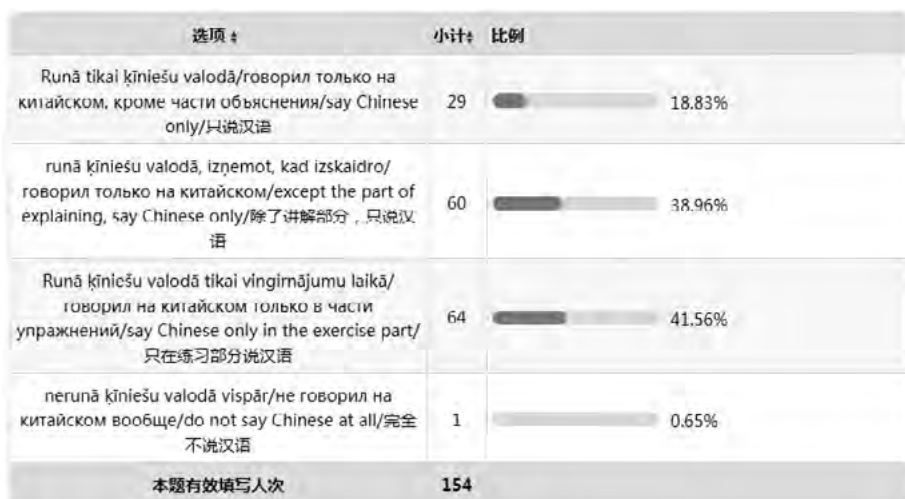 选项 小计 比例
Runā tikai ķīniešu valodā/говорил только на
китайском, кроме части объяснения/say Chinese
only/只说汉语
29 18.83%
runā ķīniešu valodā, izņemot, kad izskaidro/
говорил только на китайском/except the part of
explaining, say Chinese only/除了讲解部分，只说汉
语
60 38.96%
Runā ķīniešu valodā tikai vingirnājumu laikā/
говорил на китайском только в части
упражнений/say Chinese only in the exercise part/
只在练习部分说汉语
64 41.56%
nerunā ķīniešu valodā vispār/не говорил на
китайском вообще/do not say Chinese at all/完全
不说汉语
1 0.65%
本题有效填写人次 154